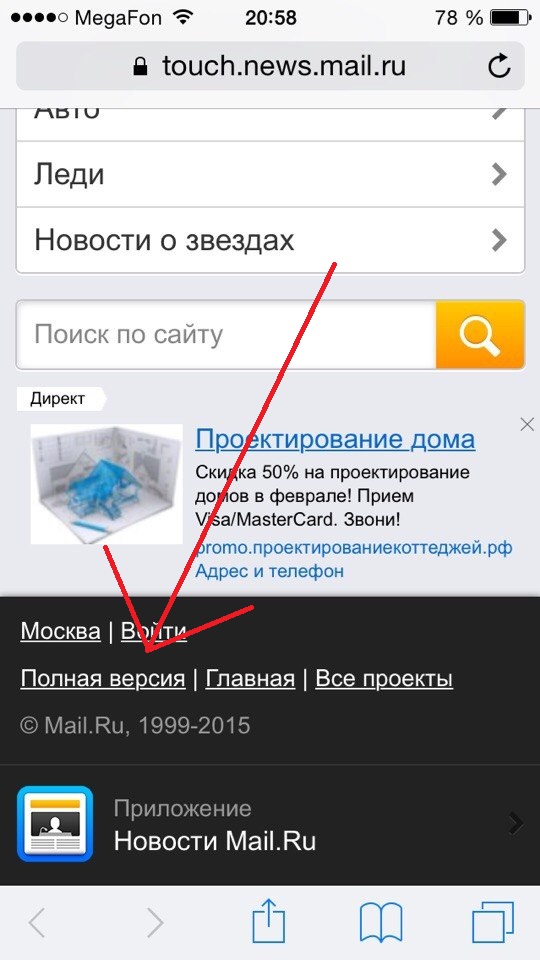 MegaFon 20:58 78 %
touch.news.mail.ru
Авто
Леди
Новости о звездах
Поиск по сайту
Директ
Проектирование дома
Скидка 50% на проектирование
домов в феврале! Прием
Visa/MasterCard. Звони!
promo.проектированиекоттеджей.рф
Адрес и телефон
Москва | Войти
Полная версия | Главная | Все проекты
© Mail.Ru, 1999-2015
Приложение
Новости Mail.Ru